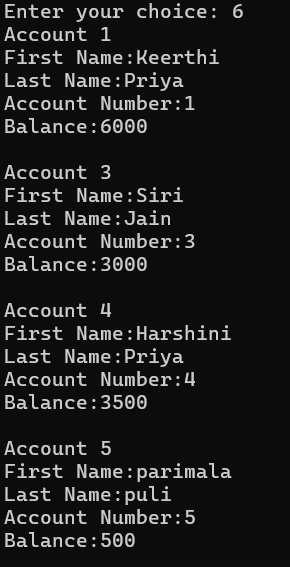 Enter your choice: 6
Account 1
First Name:Keerthi
Last Name:Priya
Account Number:1
Balance:6000
Account 3
First Name:Siri
Last Name:Jain
Account Number:3
Balance:3000
Account 4
First Name:Harshini
Last Name:Priya
Account Number:4
Balance:3500
Account 5
First Name:parimala
Last Name:puli
Account Number:5
Balance:500